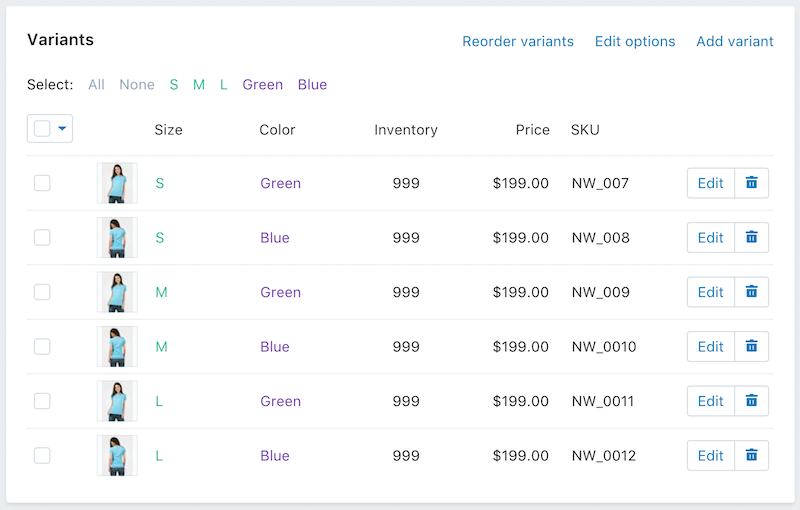 Variants Reorder variants Edit options Add variant
Select: All None S M L Green Blue
Size Color Inventory Price SKU
S Green 999 $199.00 NW_007 Edit
S Blue 999 $199.00 NW_008 Edit
M Green 999 $199.00 NW_009 Edit
M Blue 999 $199.00 NW_0010 Edit
L Green 999 $199.00 NW_0011 Edit
L Blue 999 $199.00 NW_0012 Edit